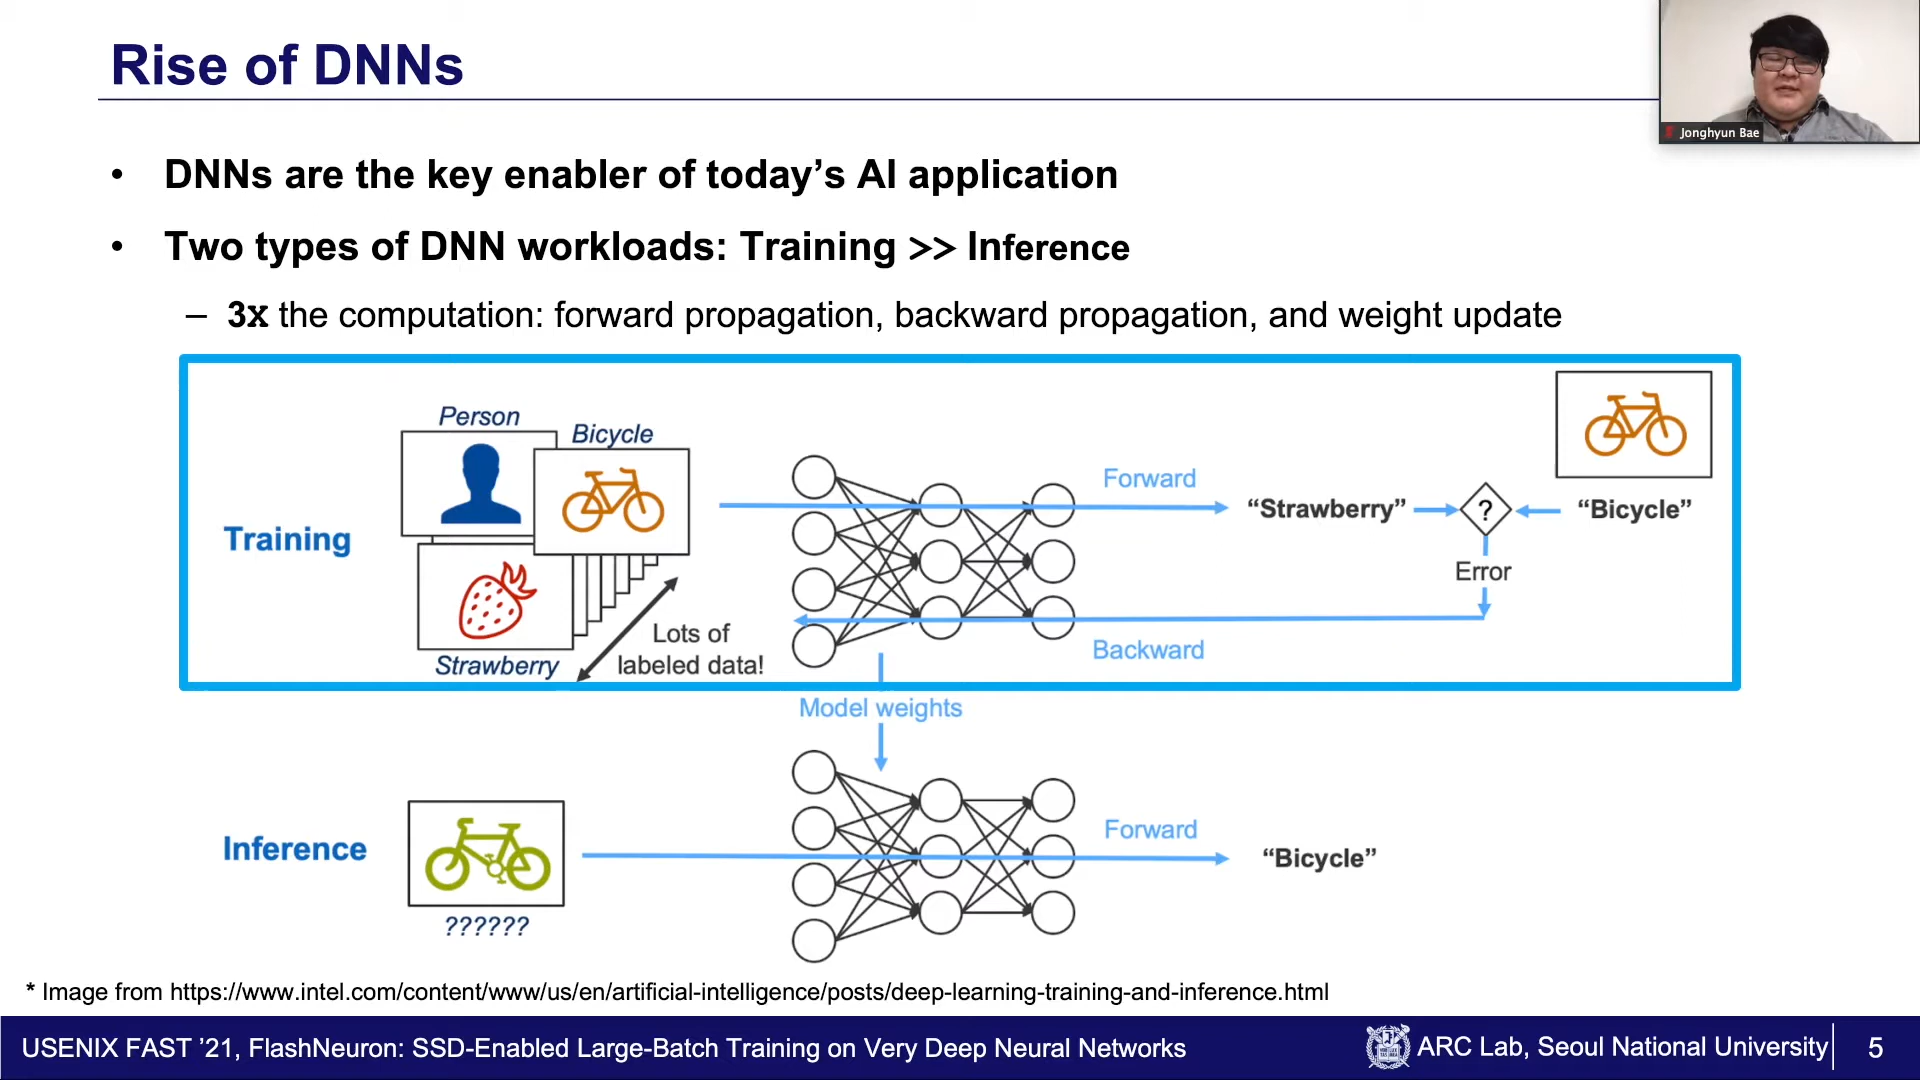 Rise of DNNs
Jonghyun Bae
• DNNs are the key enabler of today’s AI application
• Two types of DNN workloads: Training >> Inference
– 3x the computation: forward propagation, backward propagation, and weight update
Person
Bicycle
Training
Strawberry
Lots of
labeled data!
Forward
“Strawberry”
?
“Bicycle”
Error
Backward
Model weights
Inference
??????
Forward
“Bicycle”
* Image from https://www.intel.com/content/www/us/en/artificial-intelligence/posts/deep-learning-training-and-inference.html
USENIX FAST ’21, FlashNeuron: SSD-Enabled Large-Batch Training on Very Deep Neural Networks
ARC Lab, Seoul National University
5